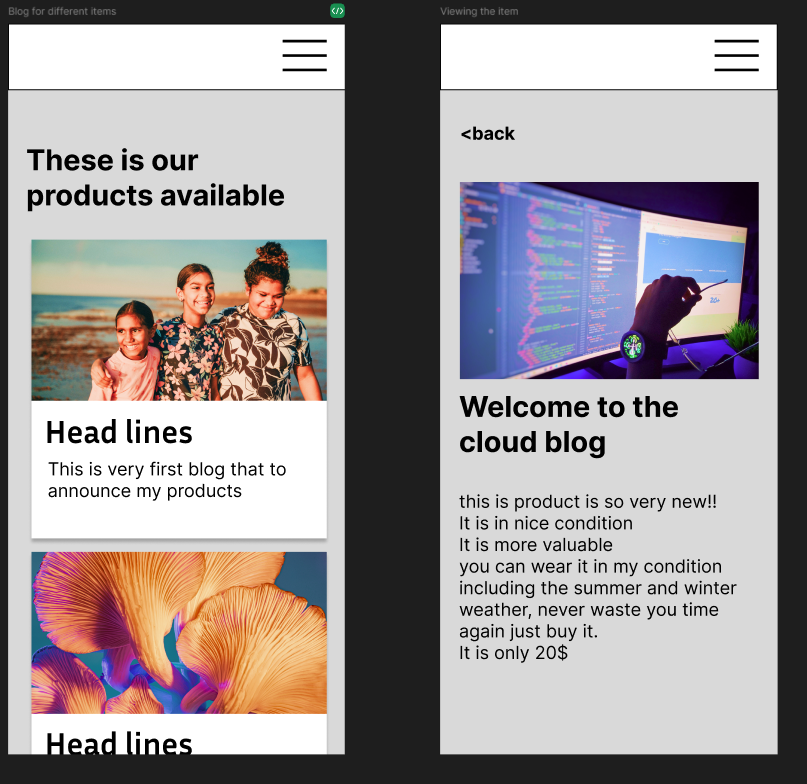 Blog for different items
These is our
products available
Head lines
This is very first blog that to
announce my products
Head lines
Viewing the item
<back
Welcome to the
cloud blog
this is product is so very new!!
It is in nice condition
It is more valuable
you can wear it in my condition
including the summer and winter
weather, never waste you time
again just buy it.
It is only 20$